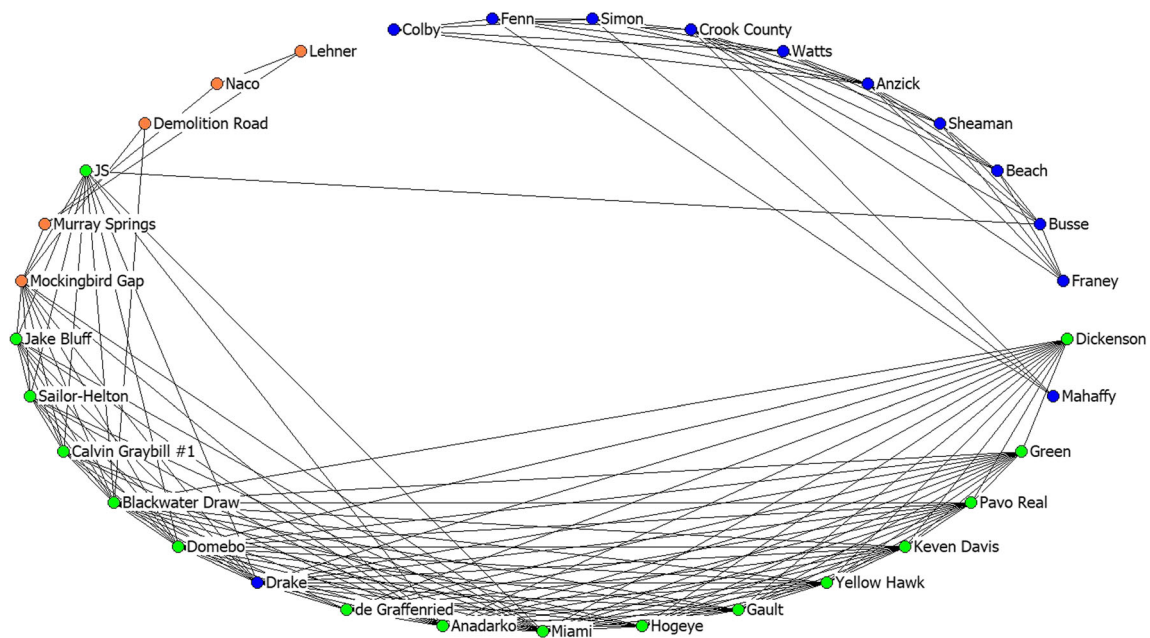 Fenn
Simon
Colby
Crook County
Lehner
Watts
Naco
Anzick
Demolition Road
Sheaman
JS
Beach
Murray Springs
Busse
Mockingbird Gap
Franey
Jake Bluff
Dickenson
Sailor-Helton
Mahaffy
Calvin Graybill #1
Green
Blackwater Draw
Pavo Real
Domebo
Keven Davis
Drake
Yellow Hawk
de Graffenried
Gault
Anadarko
Miami
Hogeye